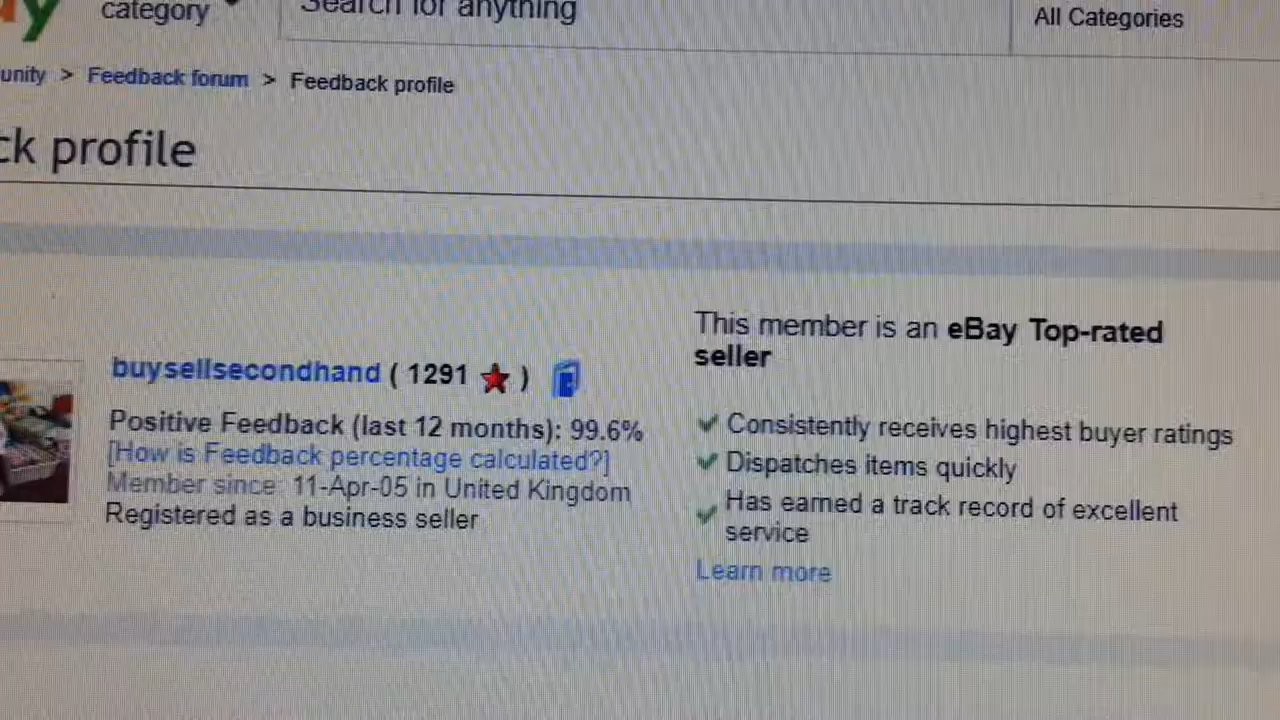 category
Search for anything
All Categories
unity > Feedback forum > Feedback profile
ck profile
This member is an eBay Top-rated
seller
buysellsecondhand ( 1291 )
Positive Feedback (last 12 months): 99.6%
[How is Feedback percentage calculated?]
Member since: 11-Apr-05 in United Kingdom
Registered as a business seller
Consistently receives highest buyer ratings
Dispatches items quickly
Has earned a track record of excellent
service
Learn more